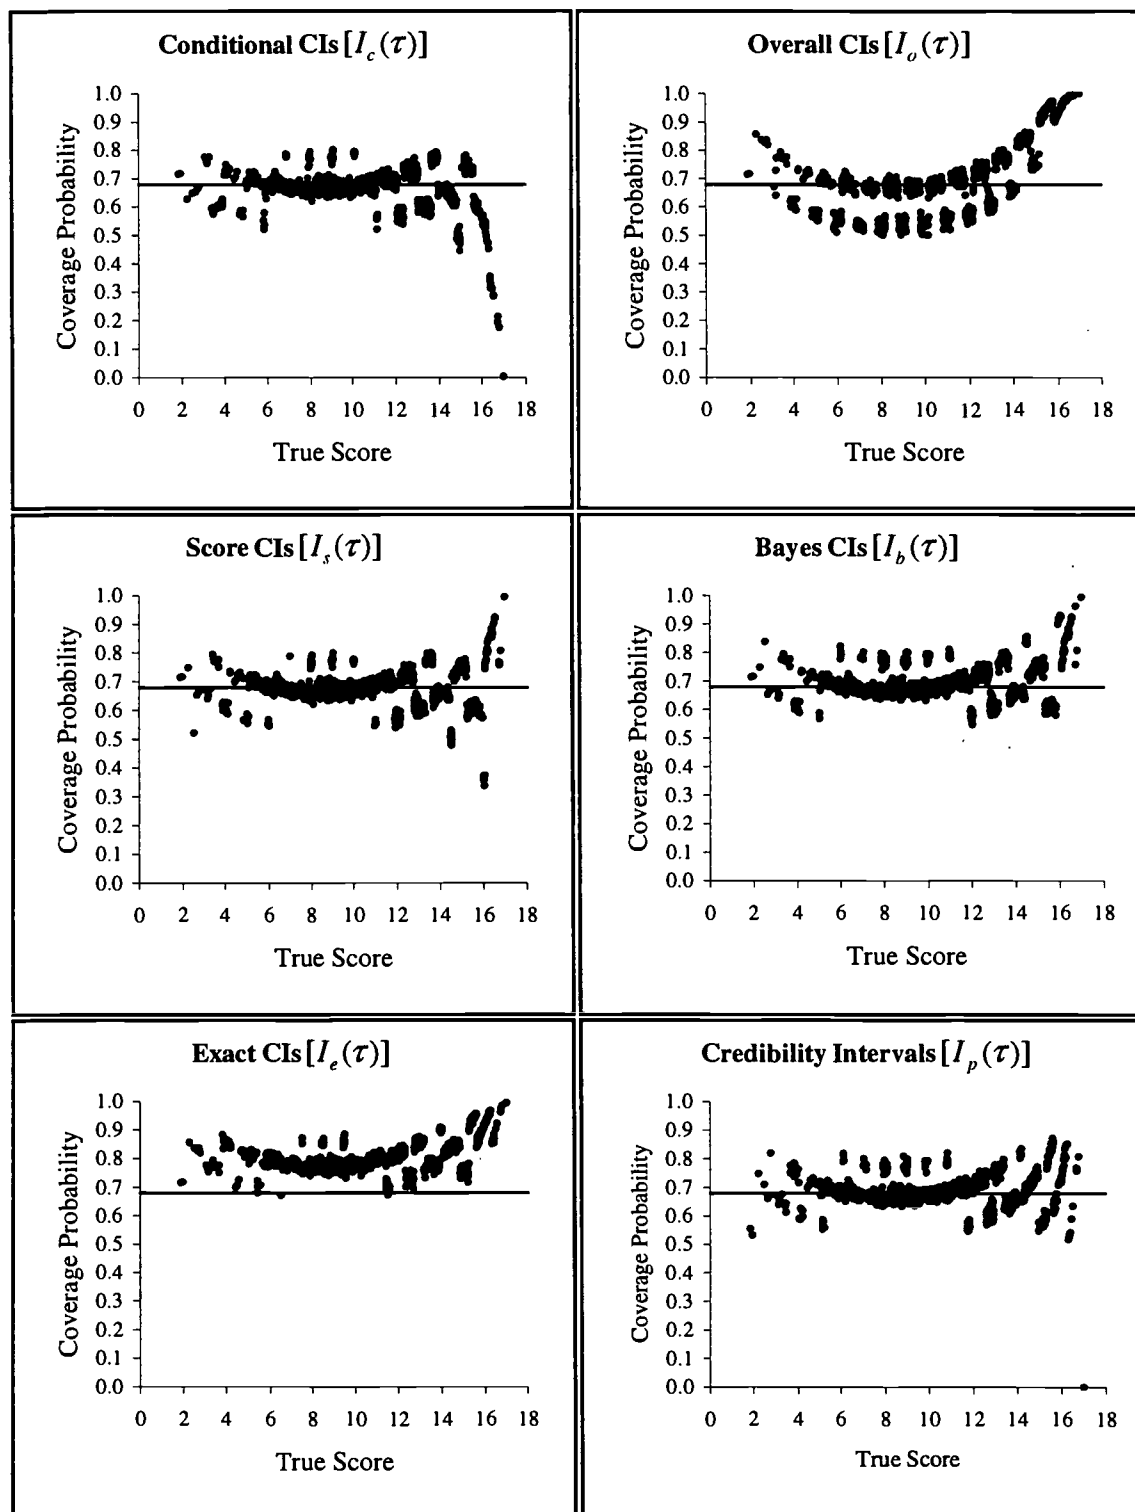 Conditional CIs [I_c(τ)]
Coverage Probability
1.0
0.9
0.8
0.7
0.6
0.5
0.4
0.3
0.2
0.1
0.0
0 2 4 6 8 10 12 14 16 18
True Score
Overall CIs [I_o(τ)]
Coverage Probability
1.0
0.9
0.8
0.7
0.6
0.5
0.4
0.3
0.2
0.1
0.0
0 2 4 6 8 10 12 14 16 18
True Score
Score CIs [I_s(τ)]
Coverage Probability
1.0
0.9
0.8
0.7
0.6
0.5
0.4
0.3
0.2
0.1
0.0
0 2 4 6 8 10 12 14 16 18
True Score
Bayes CIs [I_b(τ)]
Coverage Probability
1.0
0.9
0.8
0.7
0.6
0.5
0.4
0.3
0.2
0.1
0.0
0 2 4 6 8 10 12 14 16 18
True Score
Exact CIs [I_e(τ)]
Coverage Probability
1.0
0.9
0.8
0.7
0.6
0.5
0.4
0.3
0.2
0.1
0.0
0 2 4 6 8 10 12 14 16 18
True Score
Credibility Intervals [I_p(τ)]
Coverage Probability
1.0
0.9
0.8
0.7
0.6
0.5
0.4
0.3
0.2
0.1
0.0
0 2 4 6 8 10 12 14 16 18
True Score